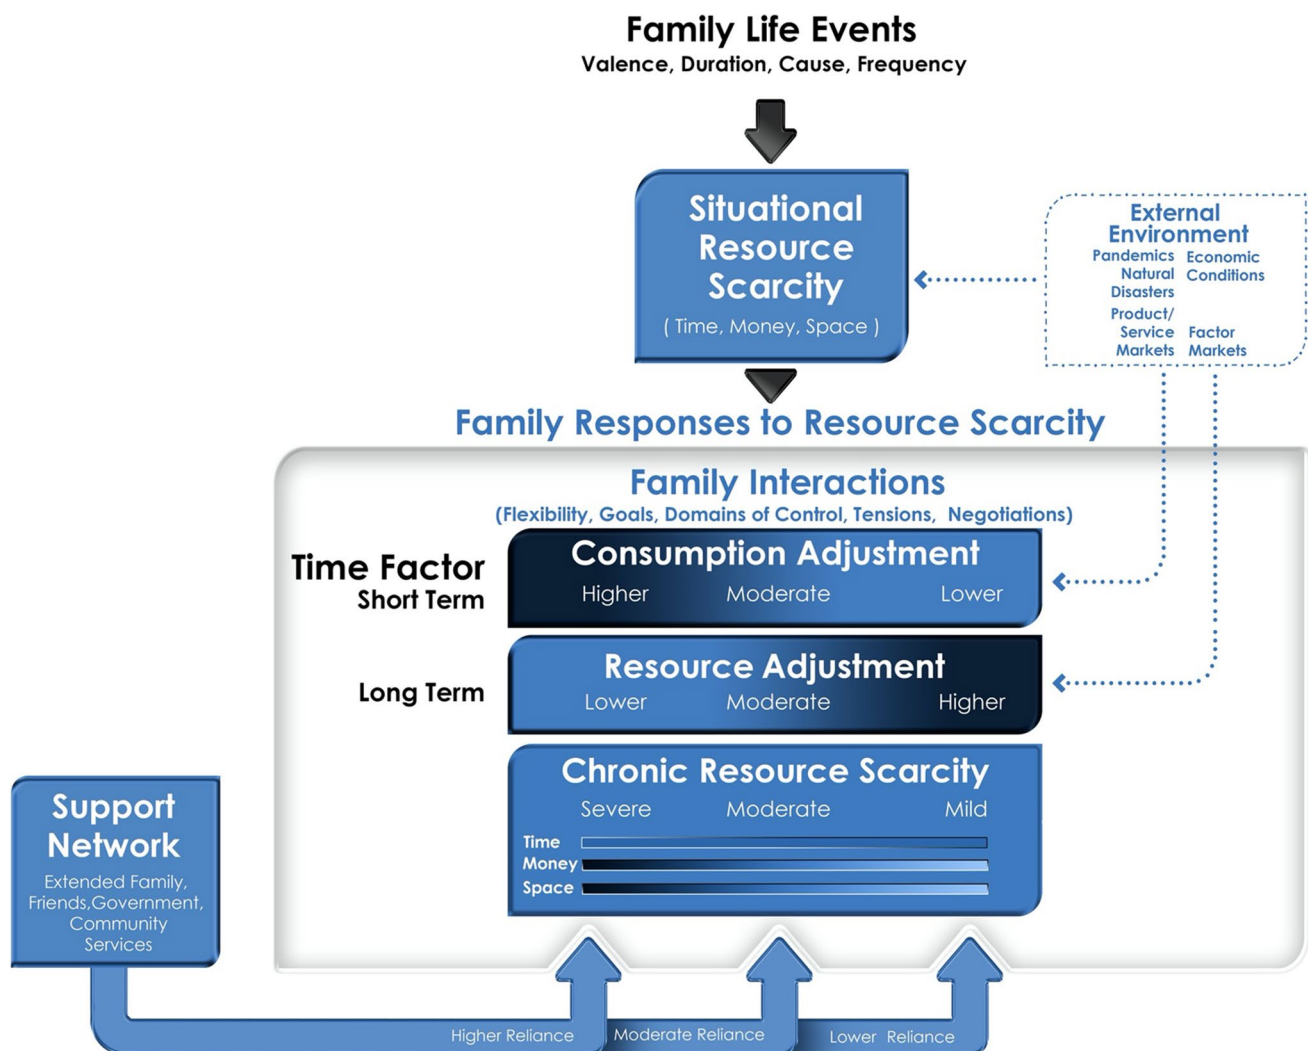 Family Life Events
Valence, Duration, Cause, Frequency
Situational
Resource
Scarcity
( Time, Money, Space )
External
Environment
Pandemics Economic
Natural Conditions
Disasters
Product/
Service Factor
Markets Markets
Family Responses to Resource Scarcity
Family Interactions
(Flexibility, Goals, Domains of Control, Tensions, Negotiations)
Time Factor
Short Term
Consumption Adjustment
Higher Moderate Lower
Long Term
Resource Adjustment
Lower Moderate Higher
Chronic Resource Scarcity
Severe Moderate Mild
Time
Money
Space
Support
Network
Extended Family,
Friends,Government,
Community
Services
Higher Reliance Moderate Reliance Lower Reliance